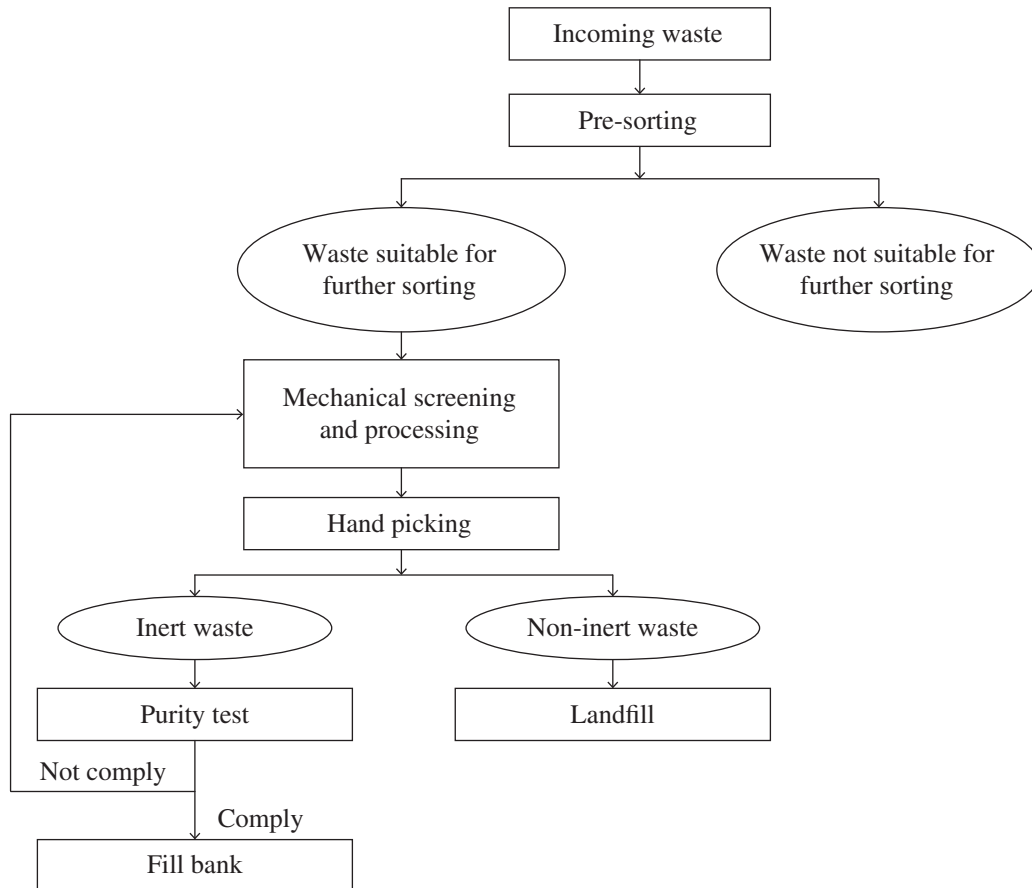 Incoming waste
Pre-sorting
Waste suitable for
further sorting
Waste not suitable for
further sorting
Mechanical screening
and processing
Hand picking
Inert waste
Non-inert waste
Purity test
Landfill
Not comply
Comply
Fill bank